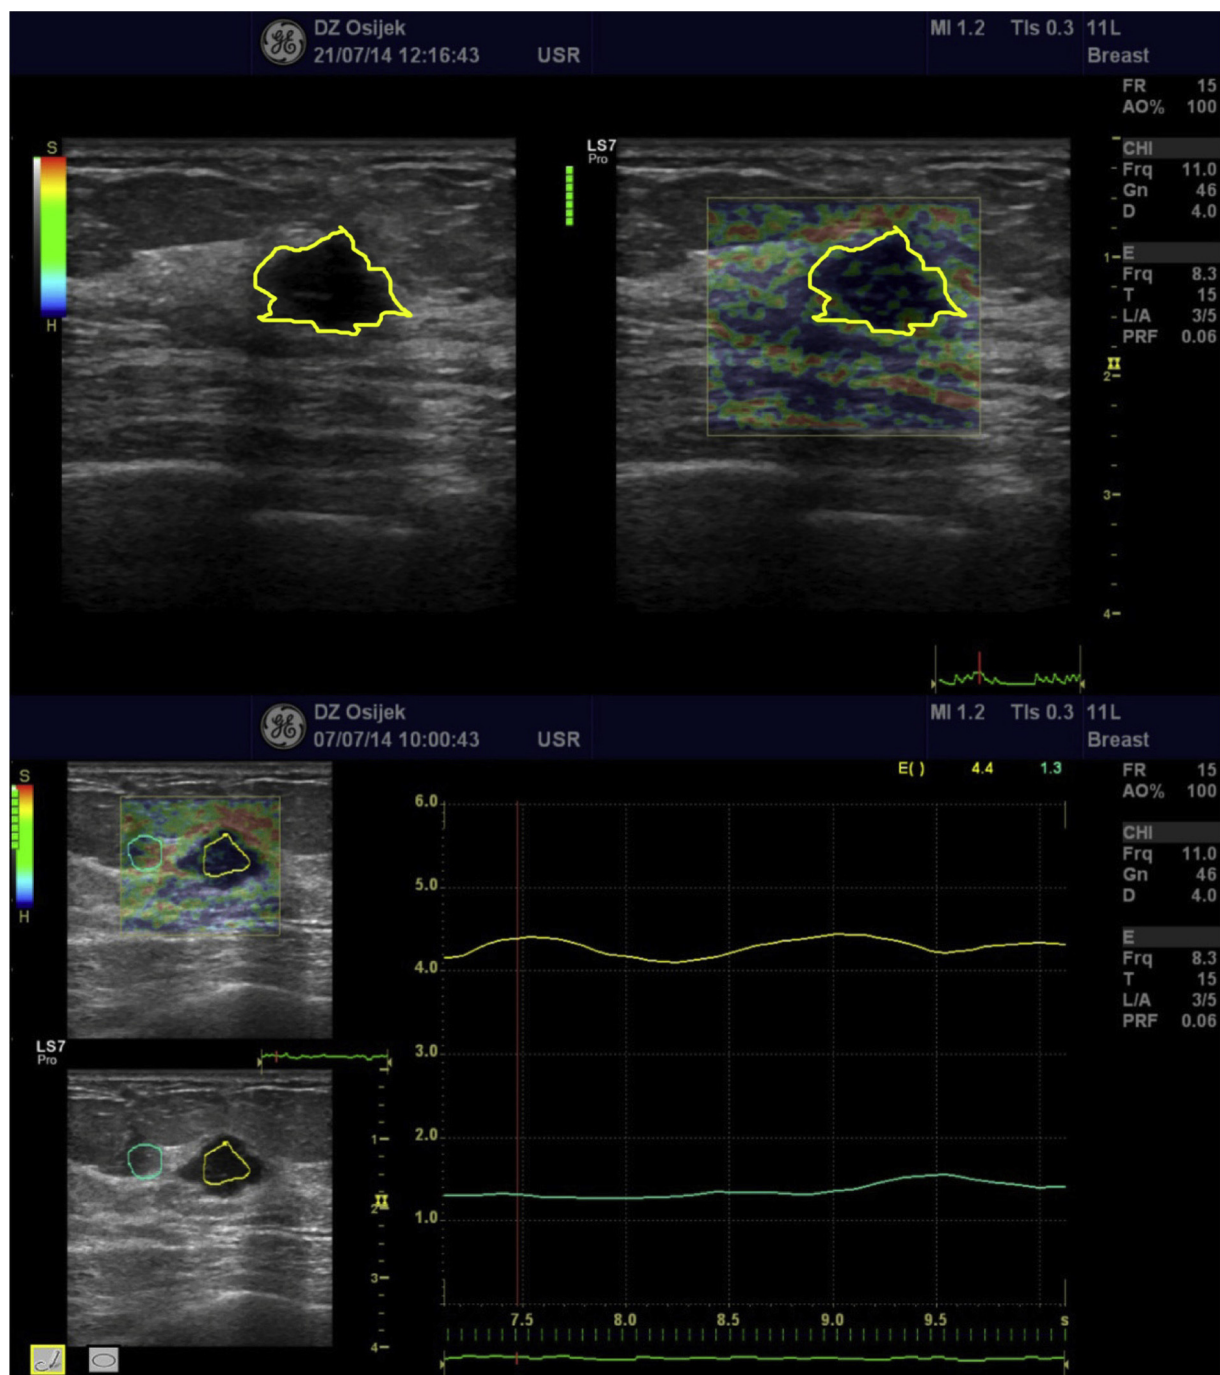 DZ Osijek
21/07/14 12:16:43 USR
MI 1.2 TIs 0.3 11L
Breast
FR 15
AO% 100
CHI
Frq 11.0
Gn 46
D 4.0
E
Frq 8.3
T 15
L/A 3/5
PRF 0.06
S
H
LS7
Pro
1
2
3
4
DZ Osijek
07/07/14 10:00:43 USR
MI 1.2 TIs 0.3 11L
Breast
E( ) 4.4 1.3
FR 15
AO% 100
CHI
Frq 11.0
Gn 46
D 4.0
E
Frq 8.3
T 15
L/A 3/5
PRF 0.06
S
H
LS7
Pro
1
2
3
4
6.0
5.0
4.0
3.0
2.0
1.0
7.5 8.0 8.5 9.0 9.5 s